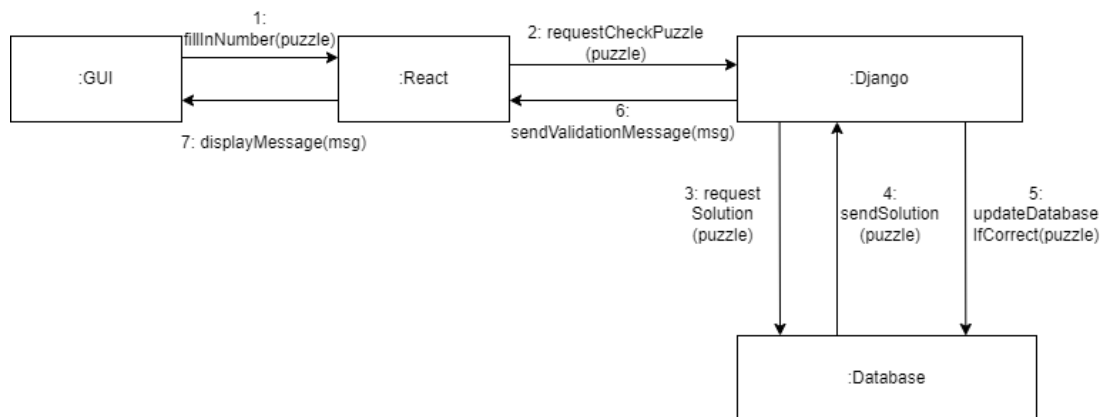 1:
fillInNumber(puzzle)
2: requestCheckPuzzle
(puzzle)
:GUI
:React
:Django
7: displayMessage(msg)
6:
sendValidationMessage(msg)
3: request
Solution
(puzzle)
4:
sendSolution
(puzzle)
5:
updateDatabase
IfCorrect(puzzle)
:Database